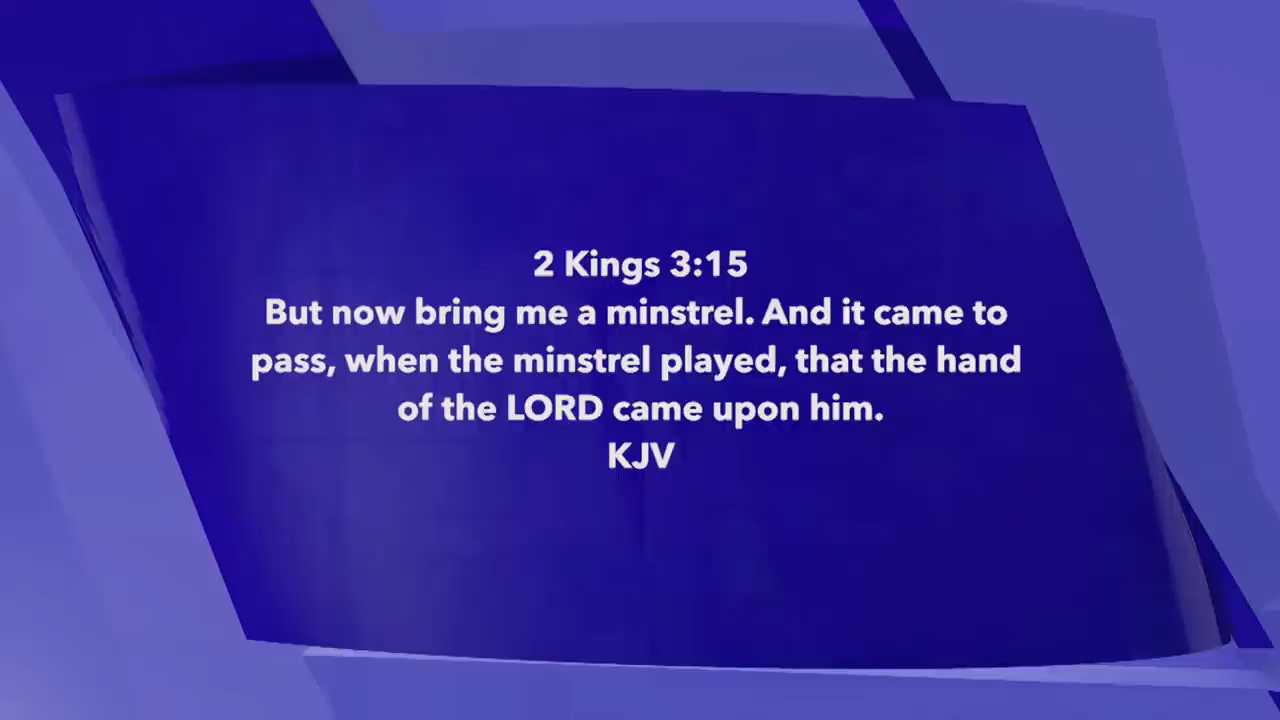 2 Kings 3:15
But now bring me a minstrel. And it came to
pass, when the minstrel played, that the hand
of the LORD came upon him.
KJV